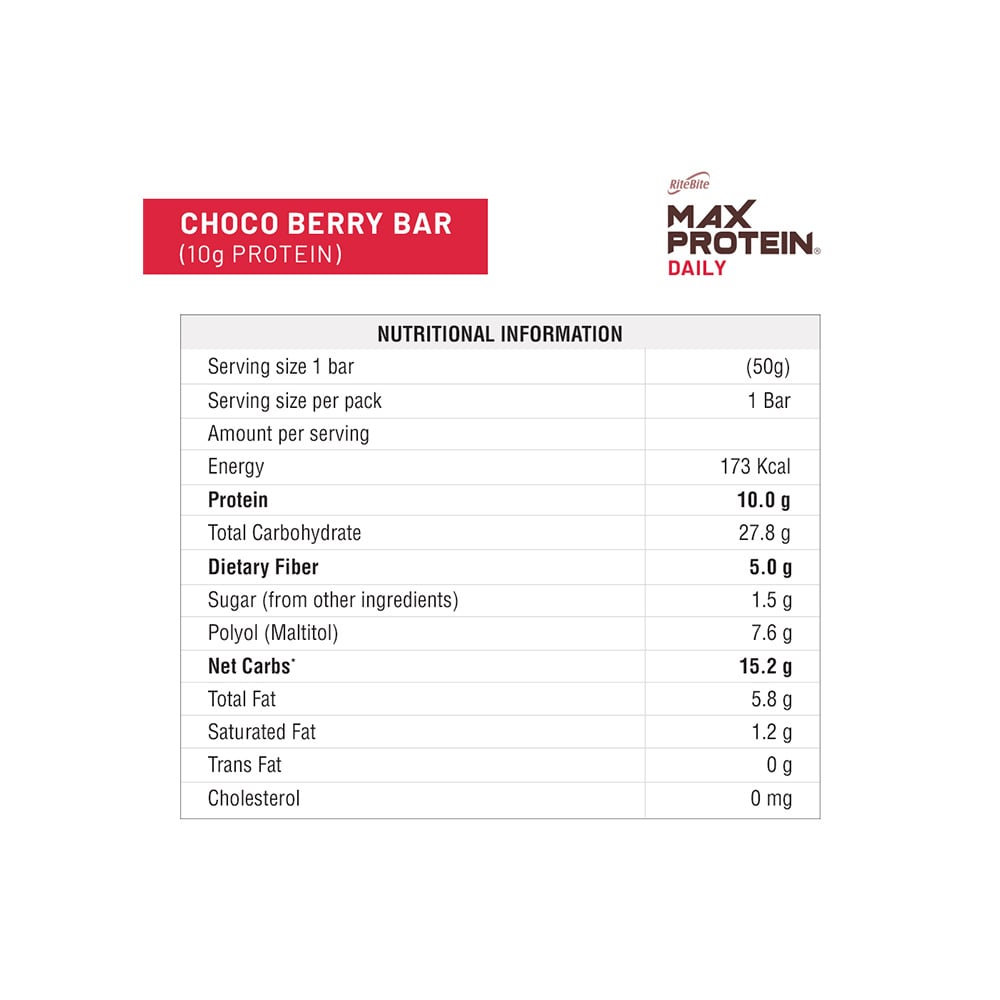 RiteBite
CHOCO BERRY BAR
(10g PROTEIN)
MAX
PROTEIN®
DAILY
NUTRITIONAL INFORMATION
Serving size 1 bar (50g)
Serving size per pack 1 Bar
Amount per serving
Energy 173 Kcal
Protein 10.0 g
Total Carbohydrate 27.8 g
Dietary Fiber 5.0 g
Sugar (from other ingredients) 1.5 g
Polyol (Maltitol) 7.6 g
Net Carbs* 15.2 g
Total Fat 5.8 g
Saturated Fat 1.2 g
Trans Fat 0 g
Cholesterol 0 mg